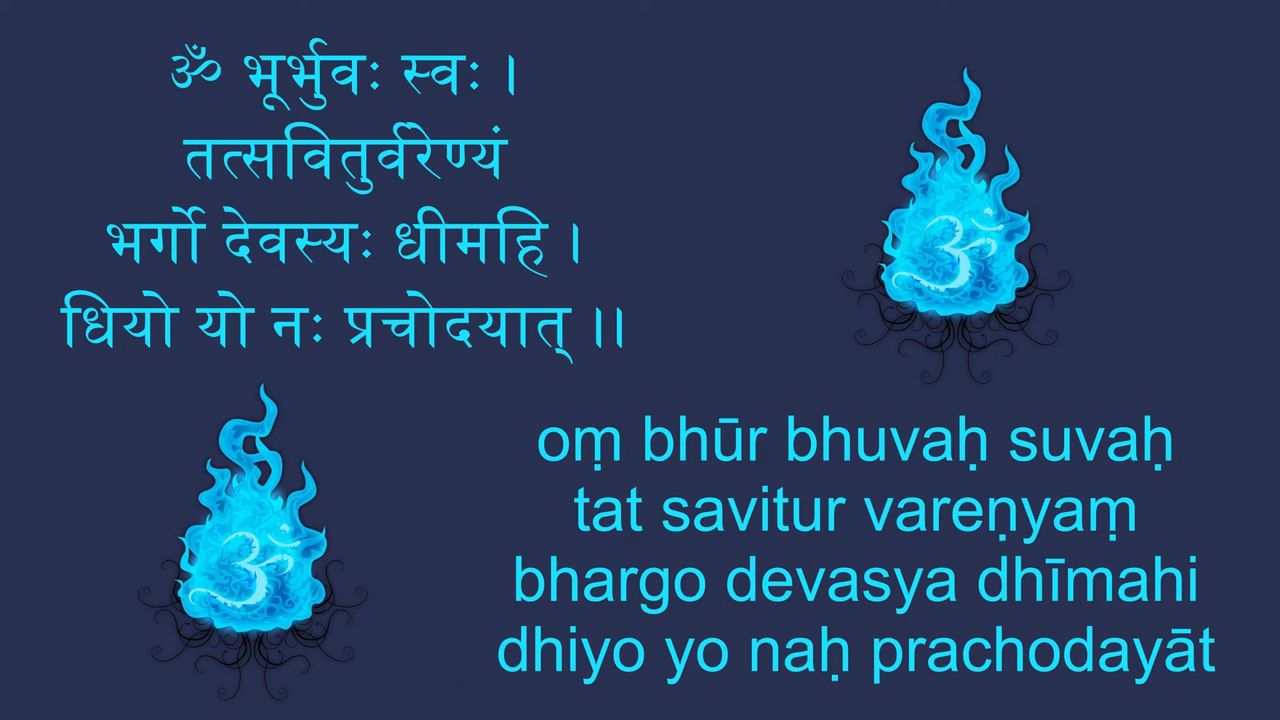 ॐ भूर्भुवः स्वः ।
तत्सवितुर्वरेण्यं
भर्गो देवस्यः धीमहि ।
धियो यो नः प्रचोदयात् ।।
oṃ bhūr bhuvaḥ suvaḥ
tat savitur vareṇyaṃ
bhargo devasya dhīmahi
dhiyo yo naḥ prachodayāt